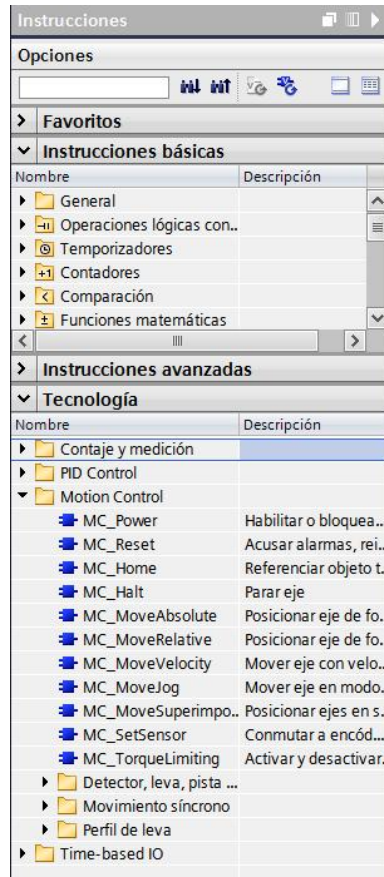 Instrucciones
Opciones
Favoritos
Instrucciones básicas
Nombre Descripción
General
Operaciones lógicas con..
Temporizadores
Contadores
Comparación
Funciones matemáticas
Instrucciones avanzadas
Tecnología
Nombre Descripción
Contaje y medición
PID Control
Motion Control
MC_Power Habilitar o bloquea..
MC_Reset Acusar alarmas, rei..
MC_Home Referenciar objeto t.
MC_Halt Parar eje
MC_MoveAbsolute Posicionar eje de fo.
MC_MoveRelative Posicionar eje de fo.
MC_MoveVelocity Mover eje con velo..
MC_MoveJog Mover eje en modo.
MC_MoveSuperimpo.. Posicionar ejes en s.
MC_SetSensor Conmutar a encód...
MC_TorqueLimiting Activar y desactivar.
Detector, leva, pista ...
Movimiento síncrono
Perfil de leva
Time-based IO